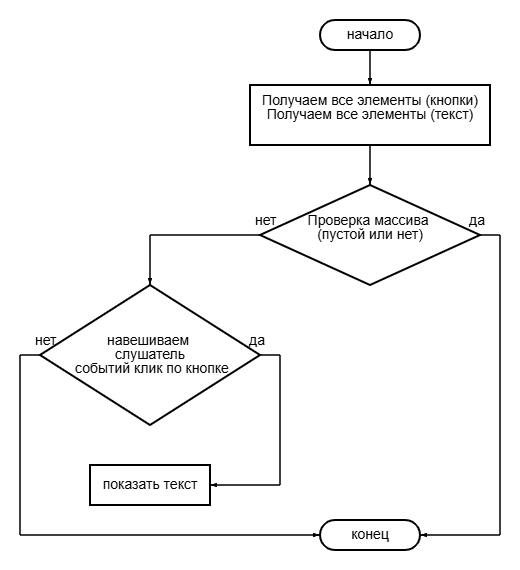 начало
Получаем все элементы (кнопки)
Получаем все элементы (текст)
нет
Проверка массива
(пустой или нет)
да
нет
навешиваем
слушатель
событий клик по кнопке
да
показать текст
конец